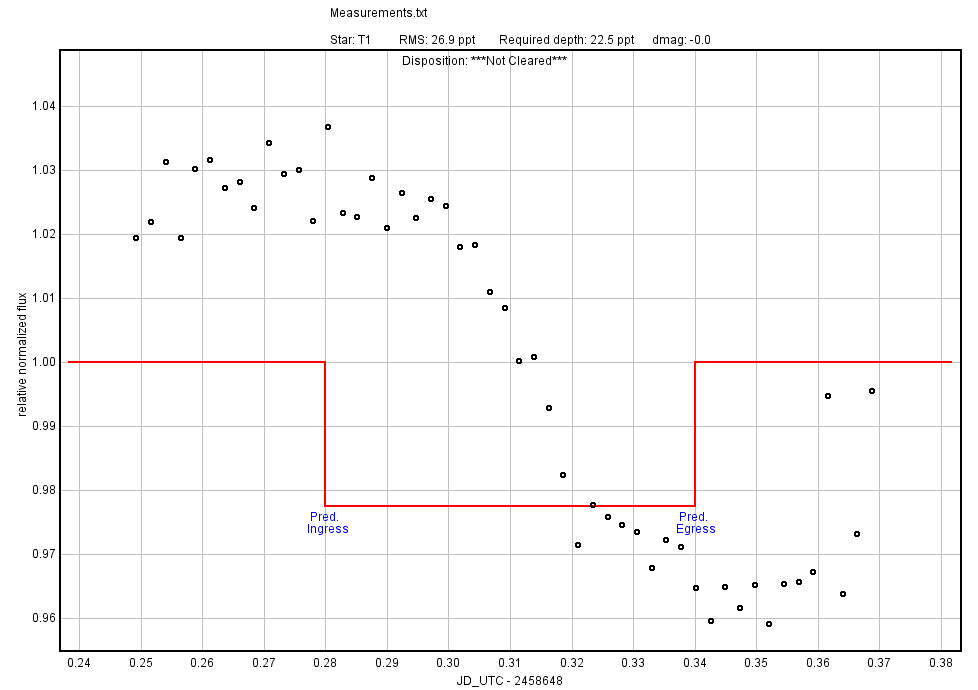 Measurements.txt
Star: T1 RMS: 26.9 ppt Required depth: 22.5 ppt dmag: -0.0
Disposition: ***Not Cleared***
relative normalized flux
1.04
1.03
1.02
1.01
1.00
0.99
0.98
0.97
0.96
Pred.
Ingress
Pred.
Egress
0.24 0.25 0.26 0.27 0.28 0.29 0.30 0.31 0.32 0.33 0.34 0.35 0.36 0.37 0.38
JD_UTC - 2458648